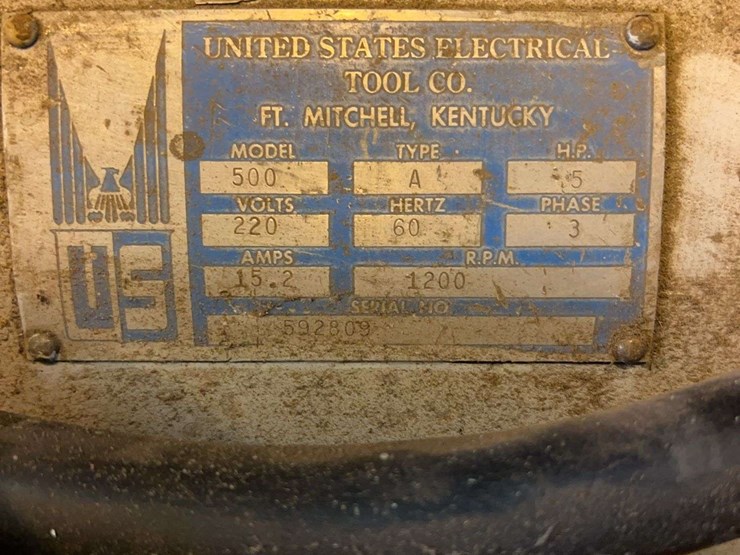 UNITED STATES ELECTRICAL
TOOL CO.
FT. MITCHELL, KENTUCKY
MODEL TYPE H.P.
500 A 5
VOLTS HERTZ PHASE
220 60 3
AMPS R.P.M.
15.2 1200
SERIAL NO
592809
US